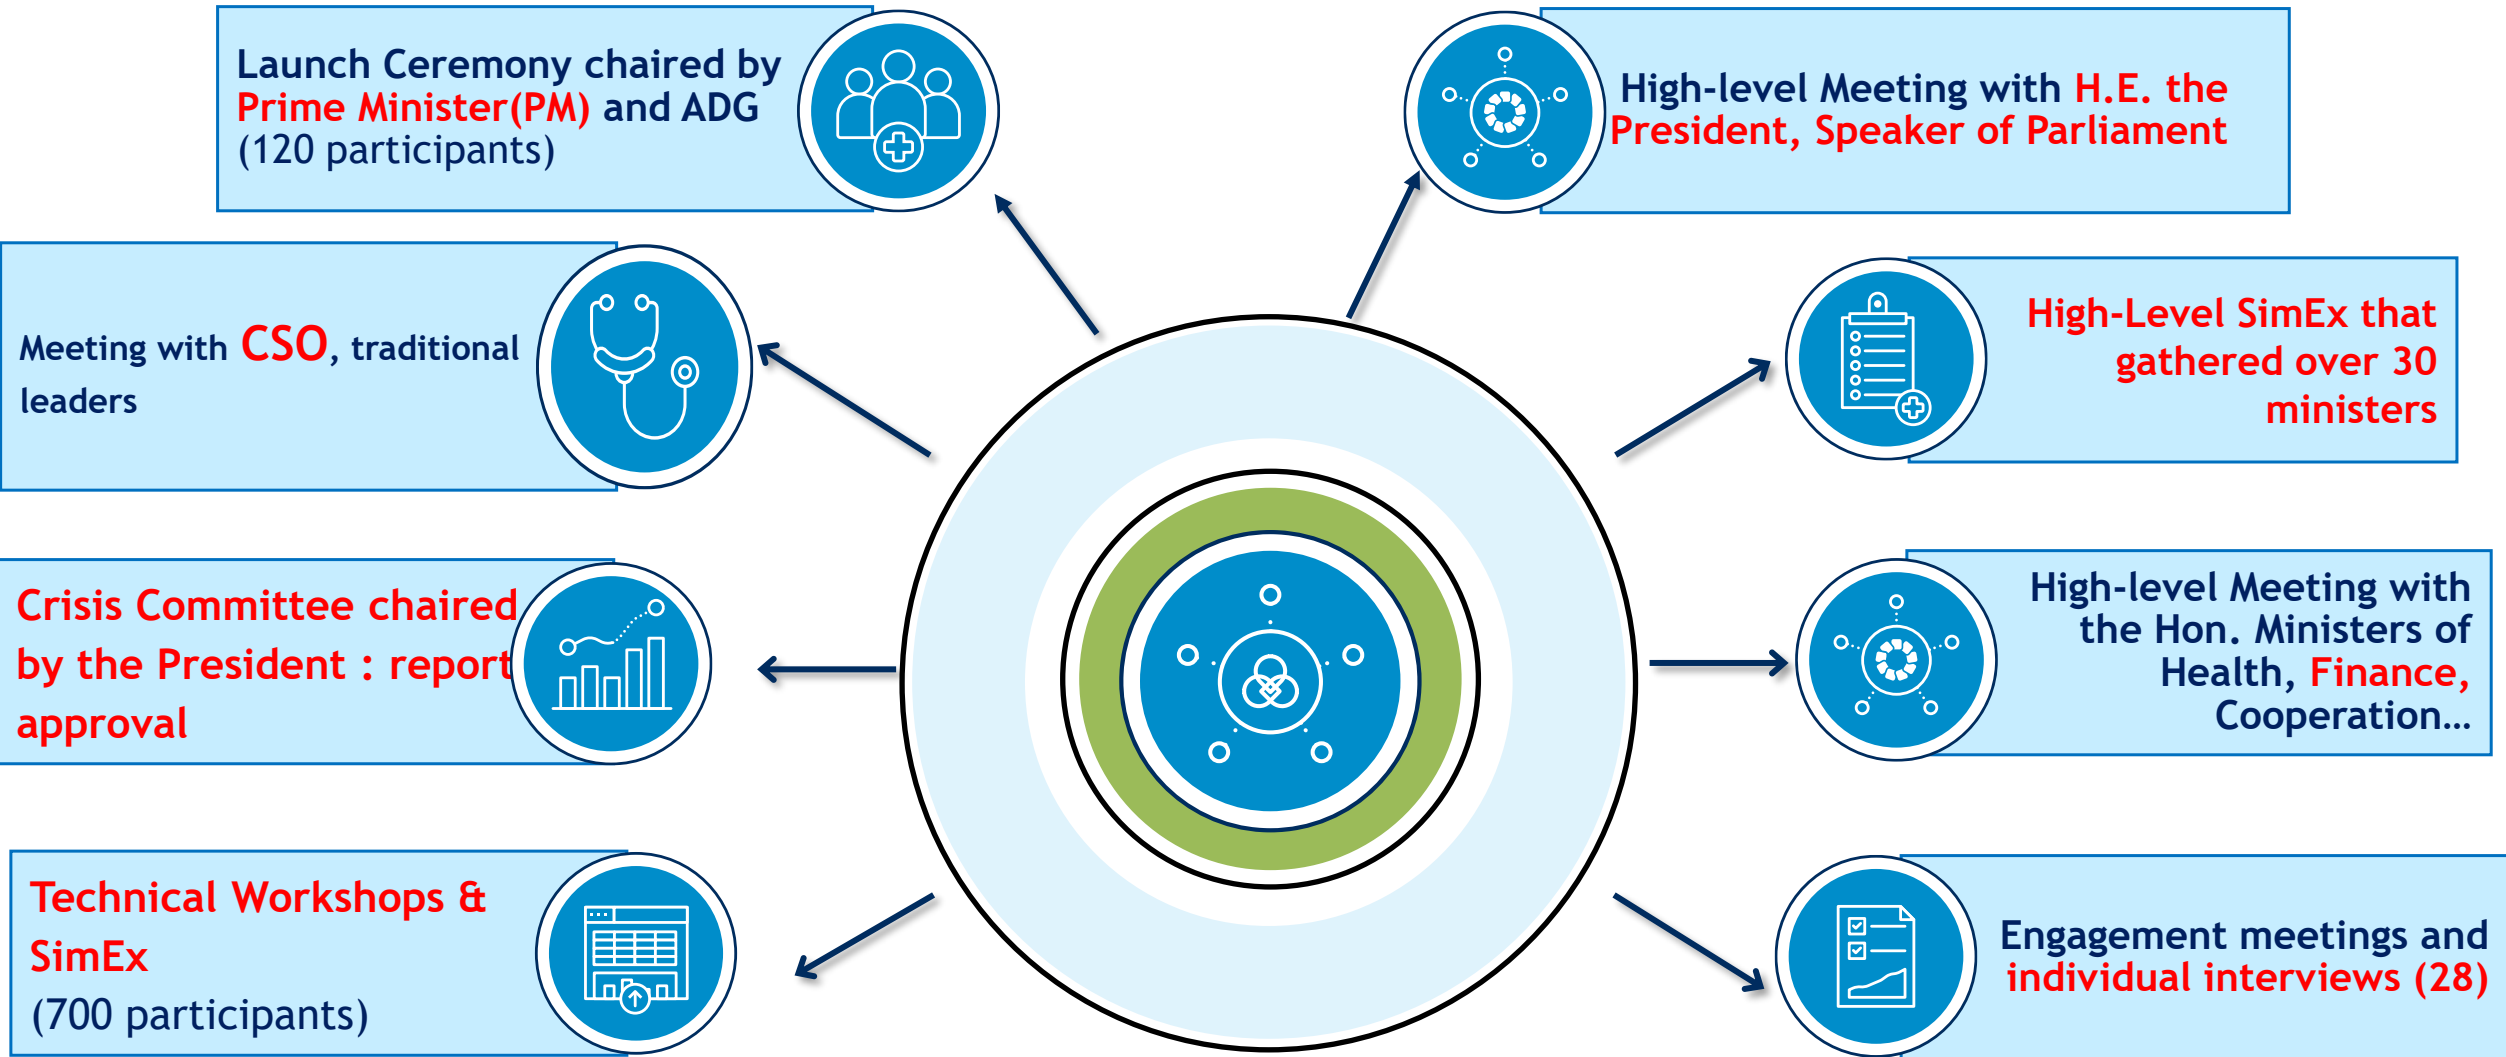 Launch Ceremony chaired by
Prime Minister(PM) and ADG
(120 participants)
High-level Meeting with H.E. the
President, Speaker of Parliament
Meeting with CSO, traditional
leaders
High-Level SimEx that
gathered over 30
ministers
Crisis Committee chaired
by the President : report
approval
High-level Meeting with
the Hon. Ministers of
Health, Finance,
Cooperation…
Technical Workshops &
SimEx
(700 participants)
Engagement meetings and
individual interviews (28)